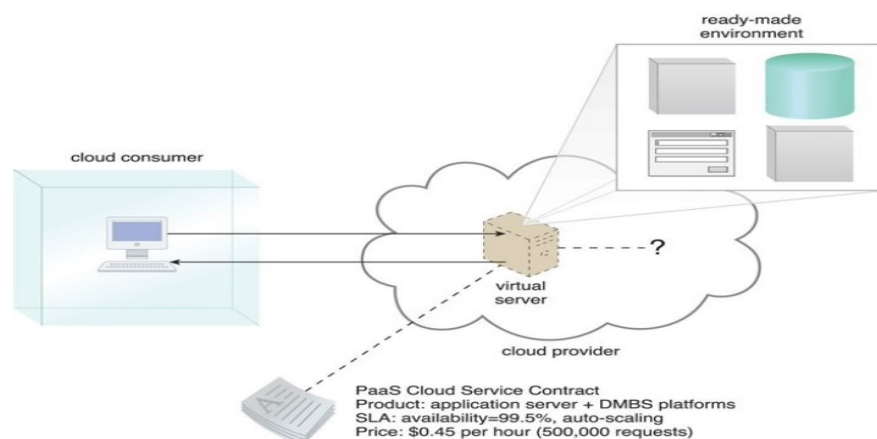 ready-made
environment
cloud consumer
?
virtual
server
cloud provider
A
PaaS Cloud Service Contract
Product: application server + DMBS platforms
SLA: availability=99.5%, auto-scaling
Price: $0.45 per hour (500,000 requests)